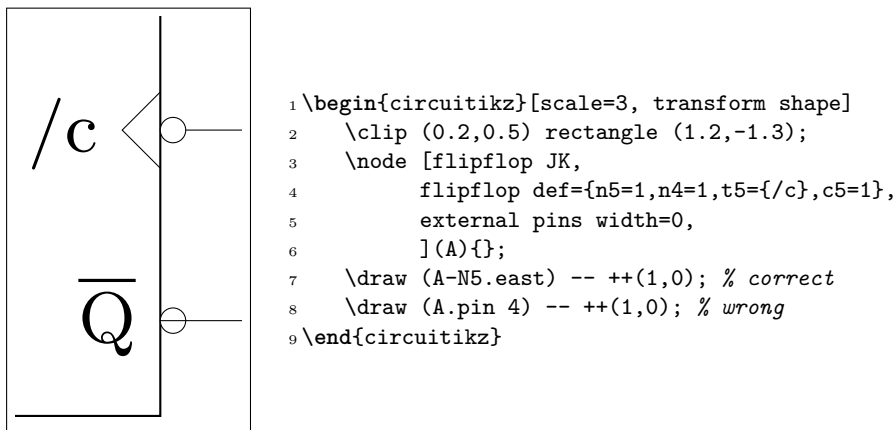 /c
Q̅
1 \begin{circuitikz}[scale=3, transform shape]
2 \clip (0.2,0.5) rectangle (1.2,-1.3);
3 \node [flipflop JK,
4 flipflop def={n5=1,n4=1,t5={/c},c5=1},
5 external pins width=0,
6 ](A){};
7 \draw (A-N5.east) -- ++(1,0); % correct
8 \draw (A.pin 4) -- ++(1,0); % wrong
9 \end{circuitikz}